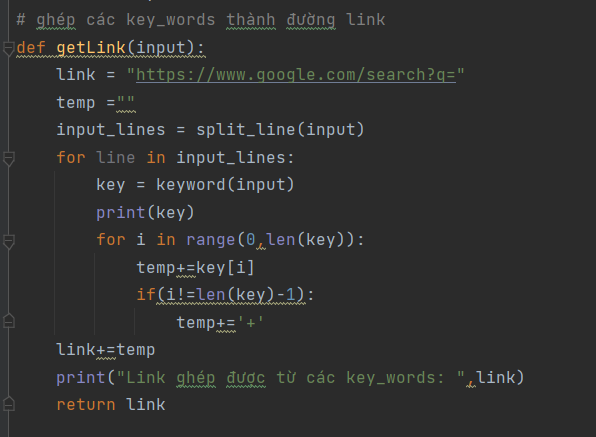 # ghép các key_words thành đường link
def getLink(input):
    link = "https://www.google.com/search?q="
    temp =""
    input_lines = split_line(input)
    for line in input_lines:
        key = keyword(input)
        print(key)
        for i in range(0,len(key)):
            temp+=key[i]
            if(i!=len(key)-1):
                temp+='+'
    link+=temp
    print("Link ghép được từ các key_words: ",link)
    return link